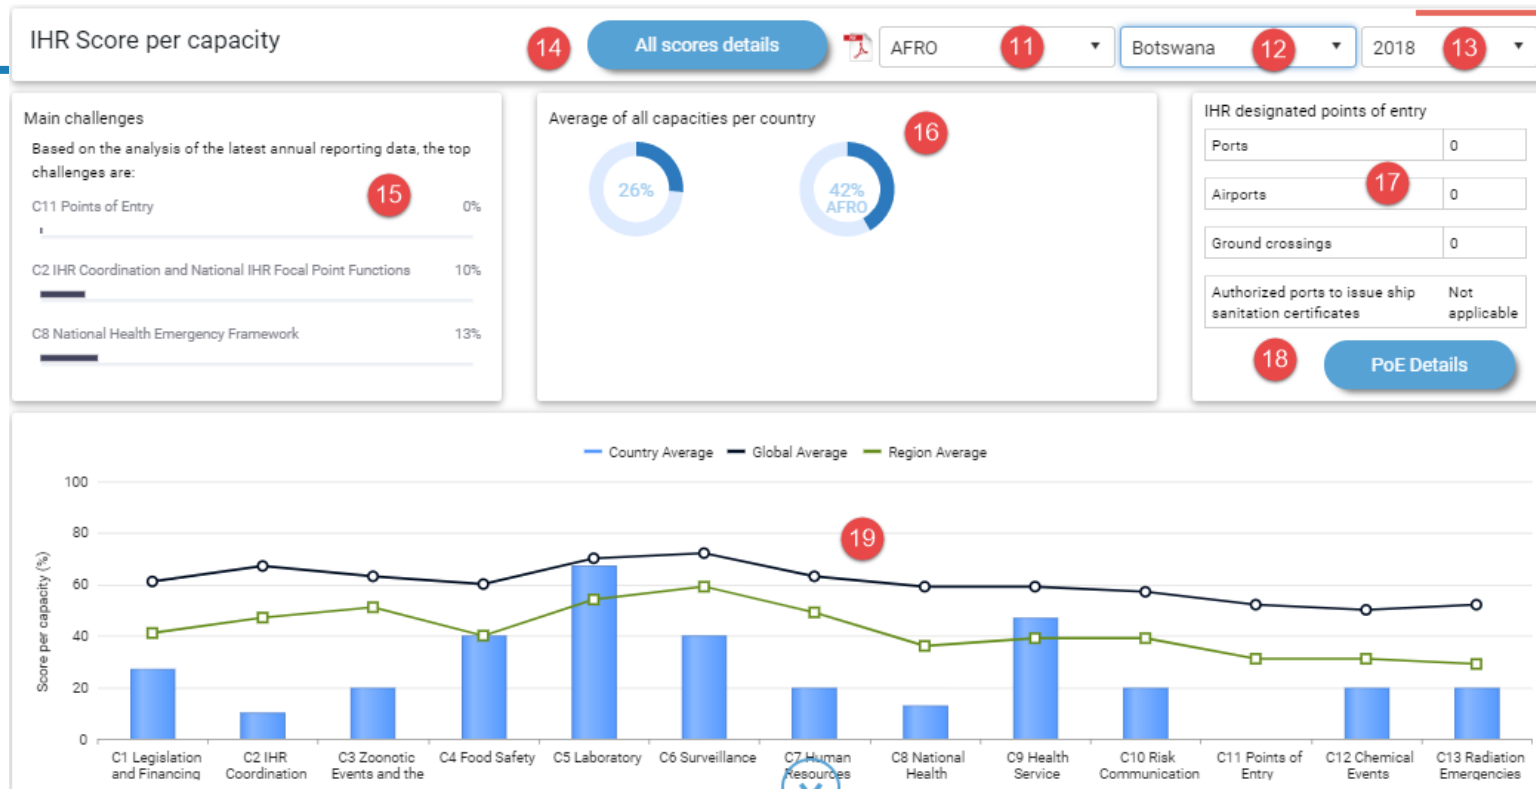 IHR Score per capacity
14
All scores details
AFRO
11
Botswana
12
2018
13
Main challenges
Based on the analysis of the latest annual reporting data, the top
challenges are:
15
C11 Points of Entry 0%
C2 IHR Coordination and National IHR Focal Point Functions 10%
C8 National Health Emergency Framework 13%
Average of all capacities per country
16
26%
42%
AFRO
IHR designated points of entry
Ports 0
17
Airports 0
Ground crossings 0
Authorized ports to issue ship Not
sanitation certificates applicable
18
PoE Details
Country Average Global Average Region Average
19
Score per capacity (%)
100
80
60
40
20
0
C1 Legislation
and Financing
C2 IHR
Coordination
C3 Zoonotic
Events and the
C4 Food Safety
C5 Laboratory
C6 Surveillance
C7 Human
Resources
C8 National
Health
C9 Health
Service
C10 Risk
Communication
C11 Points of
Entry
C12 Chemical
Events
C13 Radiation
Emergencies